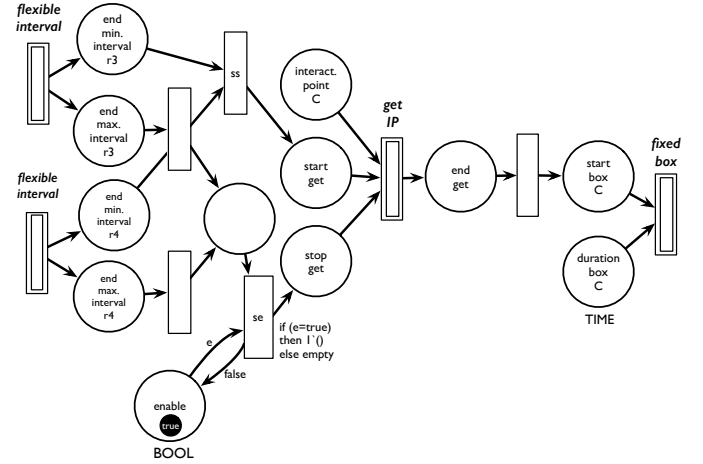 flexible
interval
end
min.
interval
r3
end
max.
interval
r3
ss
interact.
point
C
get
IP
start
get
end
get
start
box
C
fixed
box
flexible
interval
end
min.
interval
r4
end
max.
interval
r4
stop
get
duration
box
C
TIME
se
if (e=true)
then 1`()
else empty
e
false
enable
true
BOOL